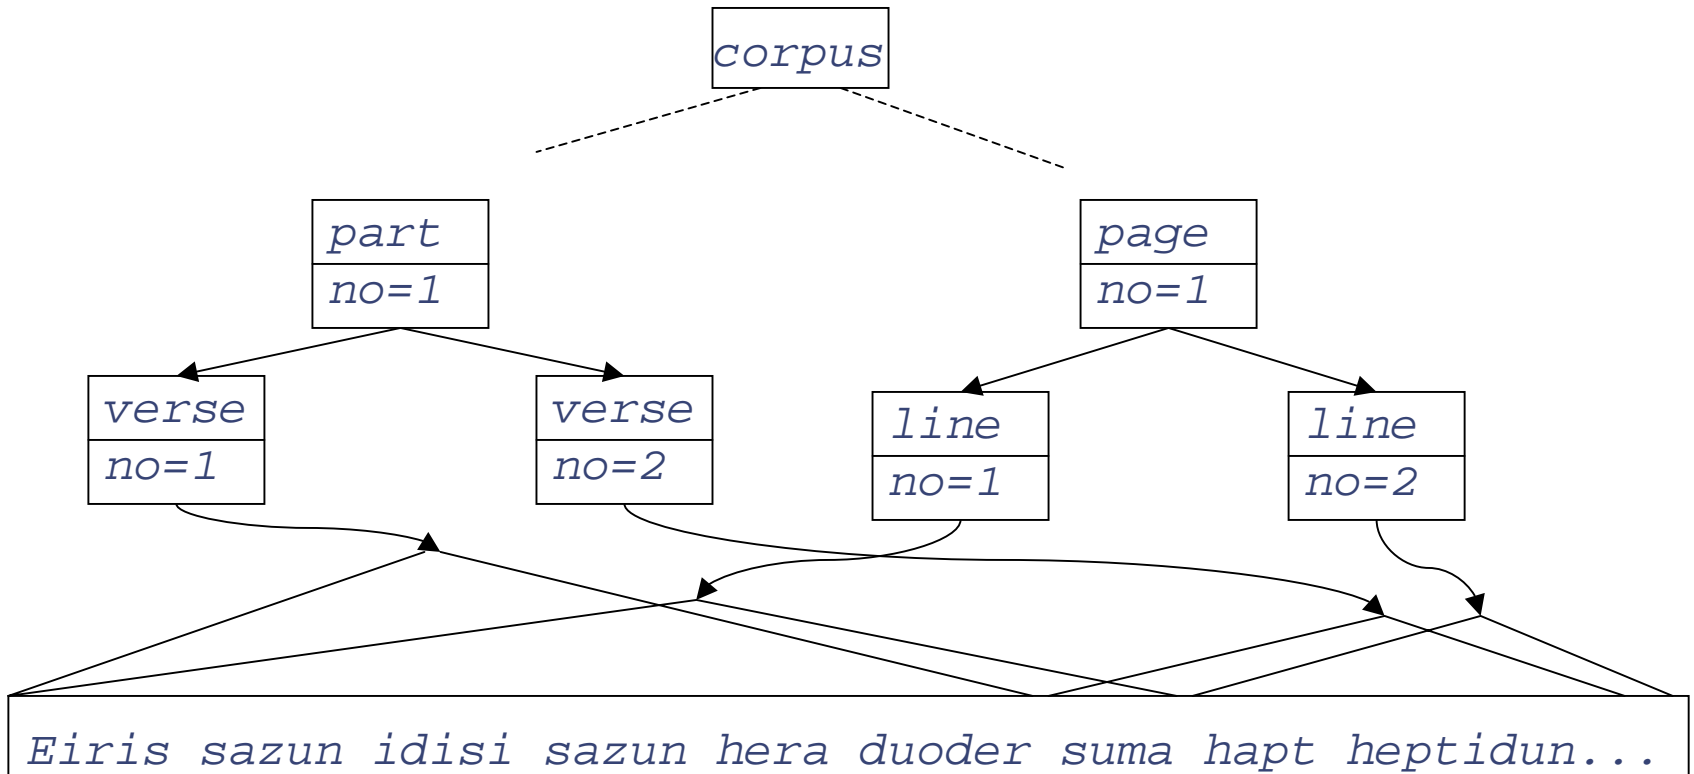 corpus
part
no=1
page
no=1
verse
no=1
verse
no=2
line
no=1
line
no=2
Eiris sazun idisi sazun hera duoder suma hapt heptidun...